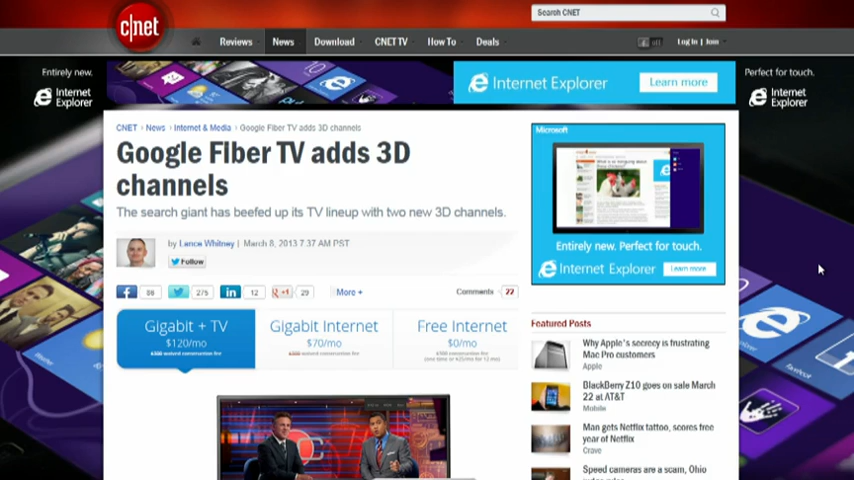 c|net
Search CNET
Reviews
News
Download
CNET TV
How To
Deals
Log In | Join
Entirely new.
Internet
Explorer
Internet Explorer
Learn more
Perfect for touch.
Internet
Explorer
CNET › News › Internet & Media › Google Fiber TV adds 3D channels
Google Fiber TV adds 3D
channels
The search giant has beefed up its TV lineup with two new 3D channels.
by Lance Whitney | March 8, 2013 7:37 AM PST
Follow
88
275
12
+1
29
More +
Comments
77
Gigabit + TV
$120/mo
Gigabit Internet
$70/mo
Free Internet
$0/mo
Microsoft
Entirely new. Perfect for touch.
Internet Explorer
Learn more
Featured Posts
Why Apple's secrecy is frustrating
Mac Pro customers
Apple
BlackBerry Z10 goes on sale March
22 at AT&T
Mobile
Man gets Netflix tattoo, scores free
year of Netflix
Crave
Speed cameras are a scam, Ohio
Internet Explorer
Facebook